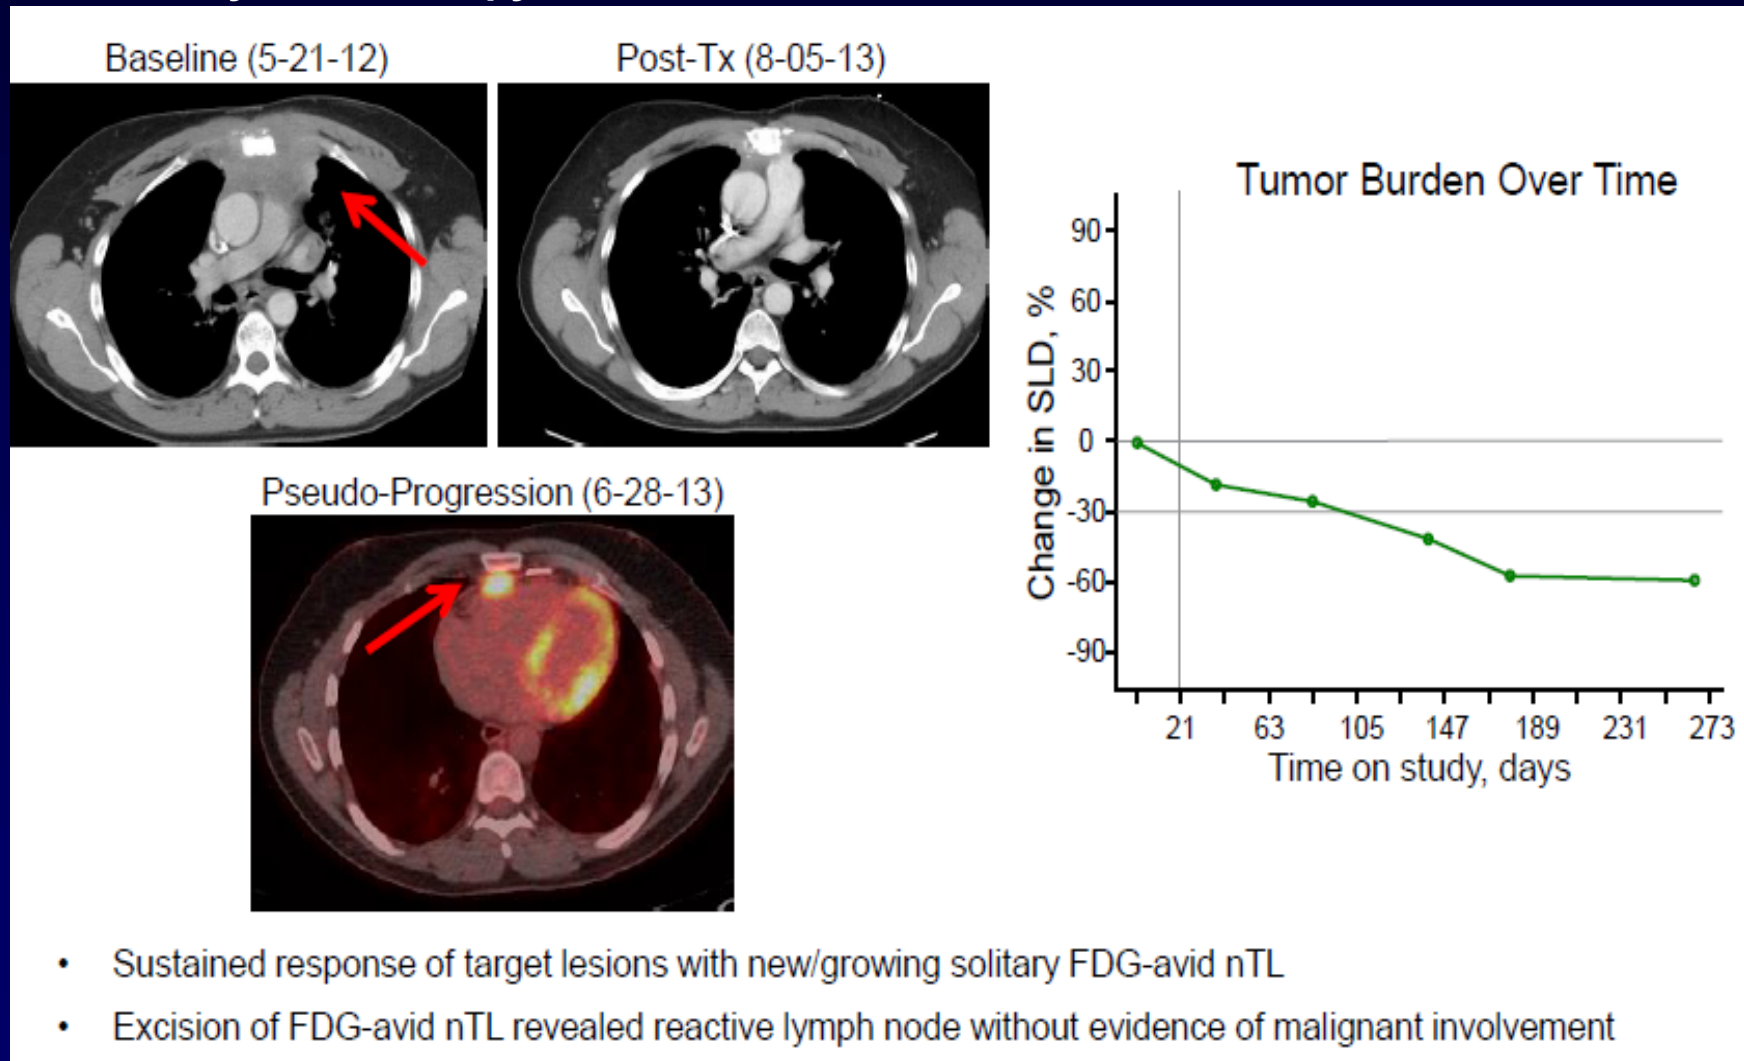 Baseline (5-21-12)
Post-Tx (8-05-13)
Pseudo-Progression (6-28-13)
Tumor Burden Over Time
Change in SLD, %
90
60
30
0
-30
-60
-90
21 63 105 147 189 231 273
Time on study, days
• Sustained response of target lesions with new/growing solitary FDG-avid nTL
• Excision of FDG-avid nTL revealed reactive lymph node without evidence of malignant involvement